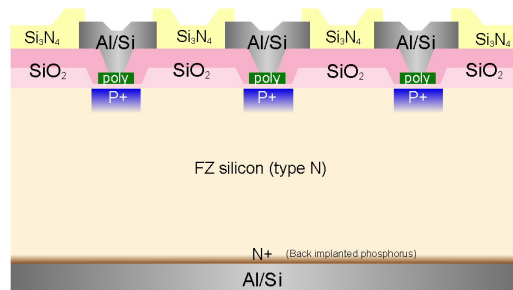 Si₃N₄ Al/Si Si₃N₄ Al/Si Si₃N₄ Al/Si Si₃N₄
SiO₂ poly SiO₂ poly SiO₂ poly SiO₂
P+ P+ P+
FZ silicon (type N)
N+ (Back implanted phosphorus)
Al/Si